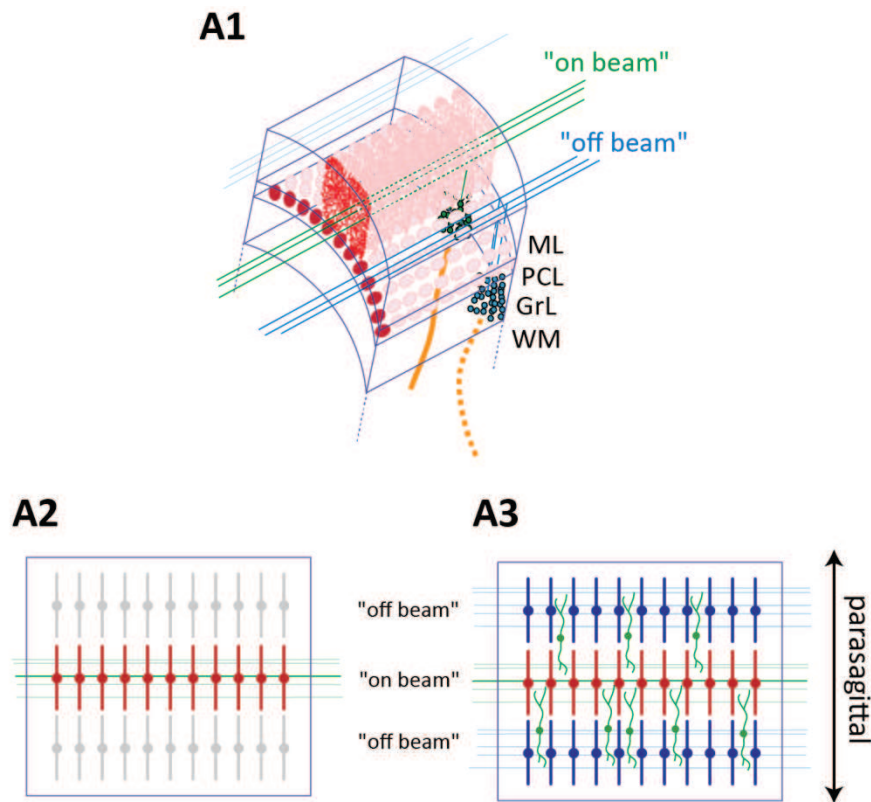 A1
"on beam"
"off beam"
ML
PCL
GrL
WM
A2
A3
"off beam"
"on beam"
"off beam"
parasagittal